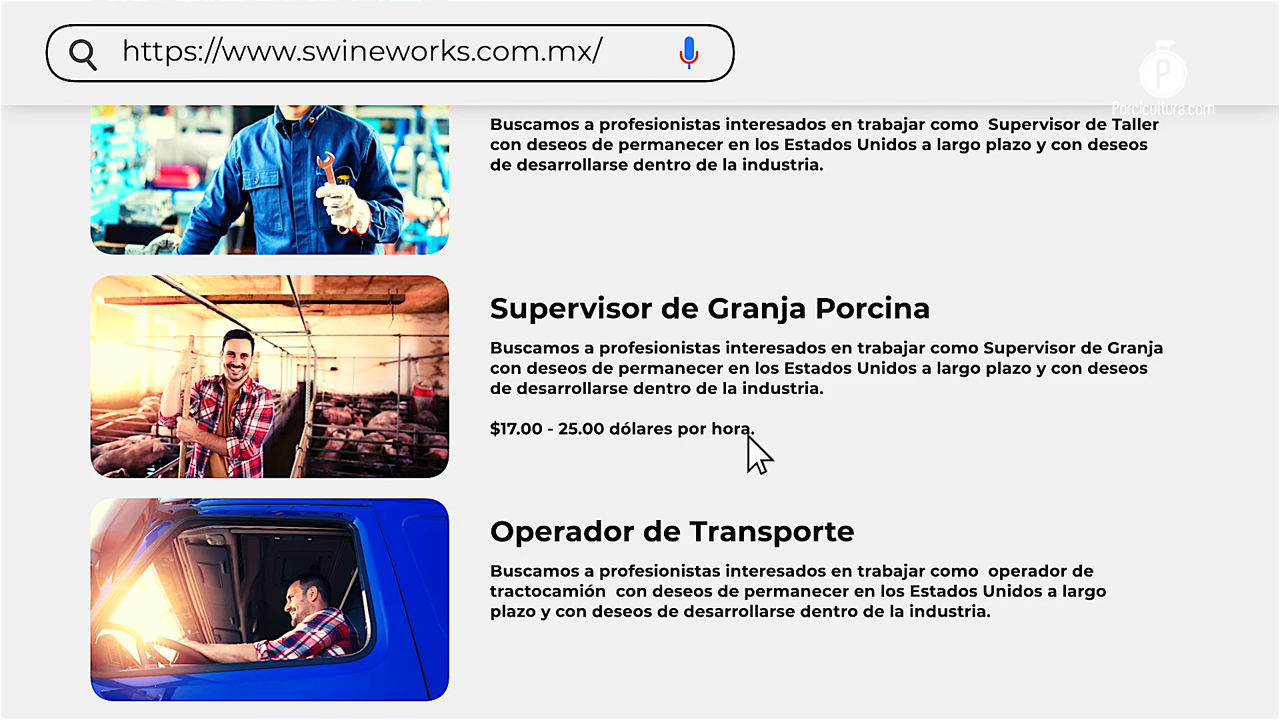 https://www.swineworks.com.mx/
P
Porcicultura.com
Buscamos a profesionistas interesados en trabajar como  Supervisor de Taller
con deseos de permanecer en los Estados Unidos a largo plazo y con deseos
de desarrollarse dentro de la industria.
Supervisor de Granja Porcina
Buscamos a profesionistas interesados en trabajar como Supervisor de Granja
con deseos de permanecer en los Estados Unidos a largo plazo y con deseos
de desarrollarse dentro de la industria.
$17.00 - 25.00 dólares por hora.
Operador de Transporte
Buscamos a profesionistas interesados en trabajar como  operador de
tractocamión  con deseos de permanecer en los Estados Unidos a largo
plazo y con deseos de desarrollarse dentro de la industria.